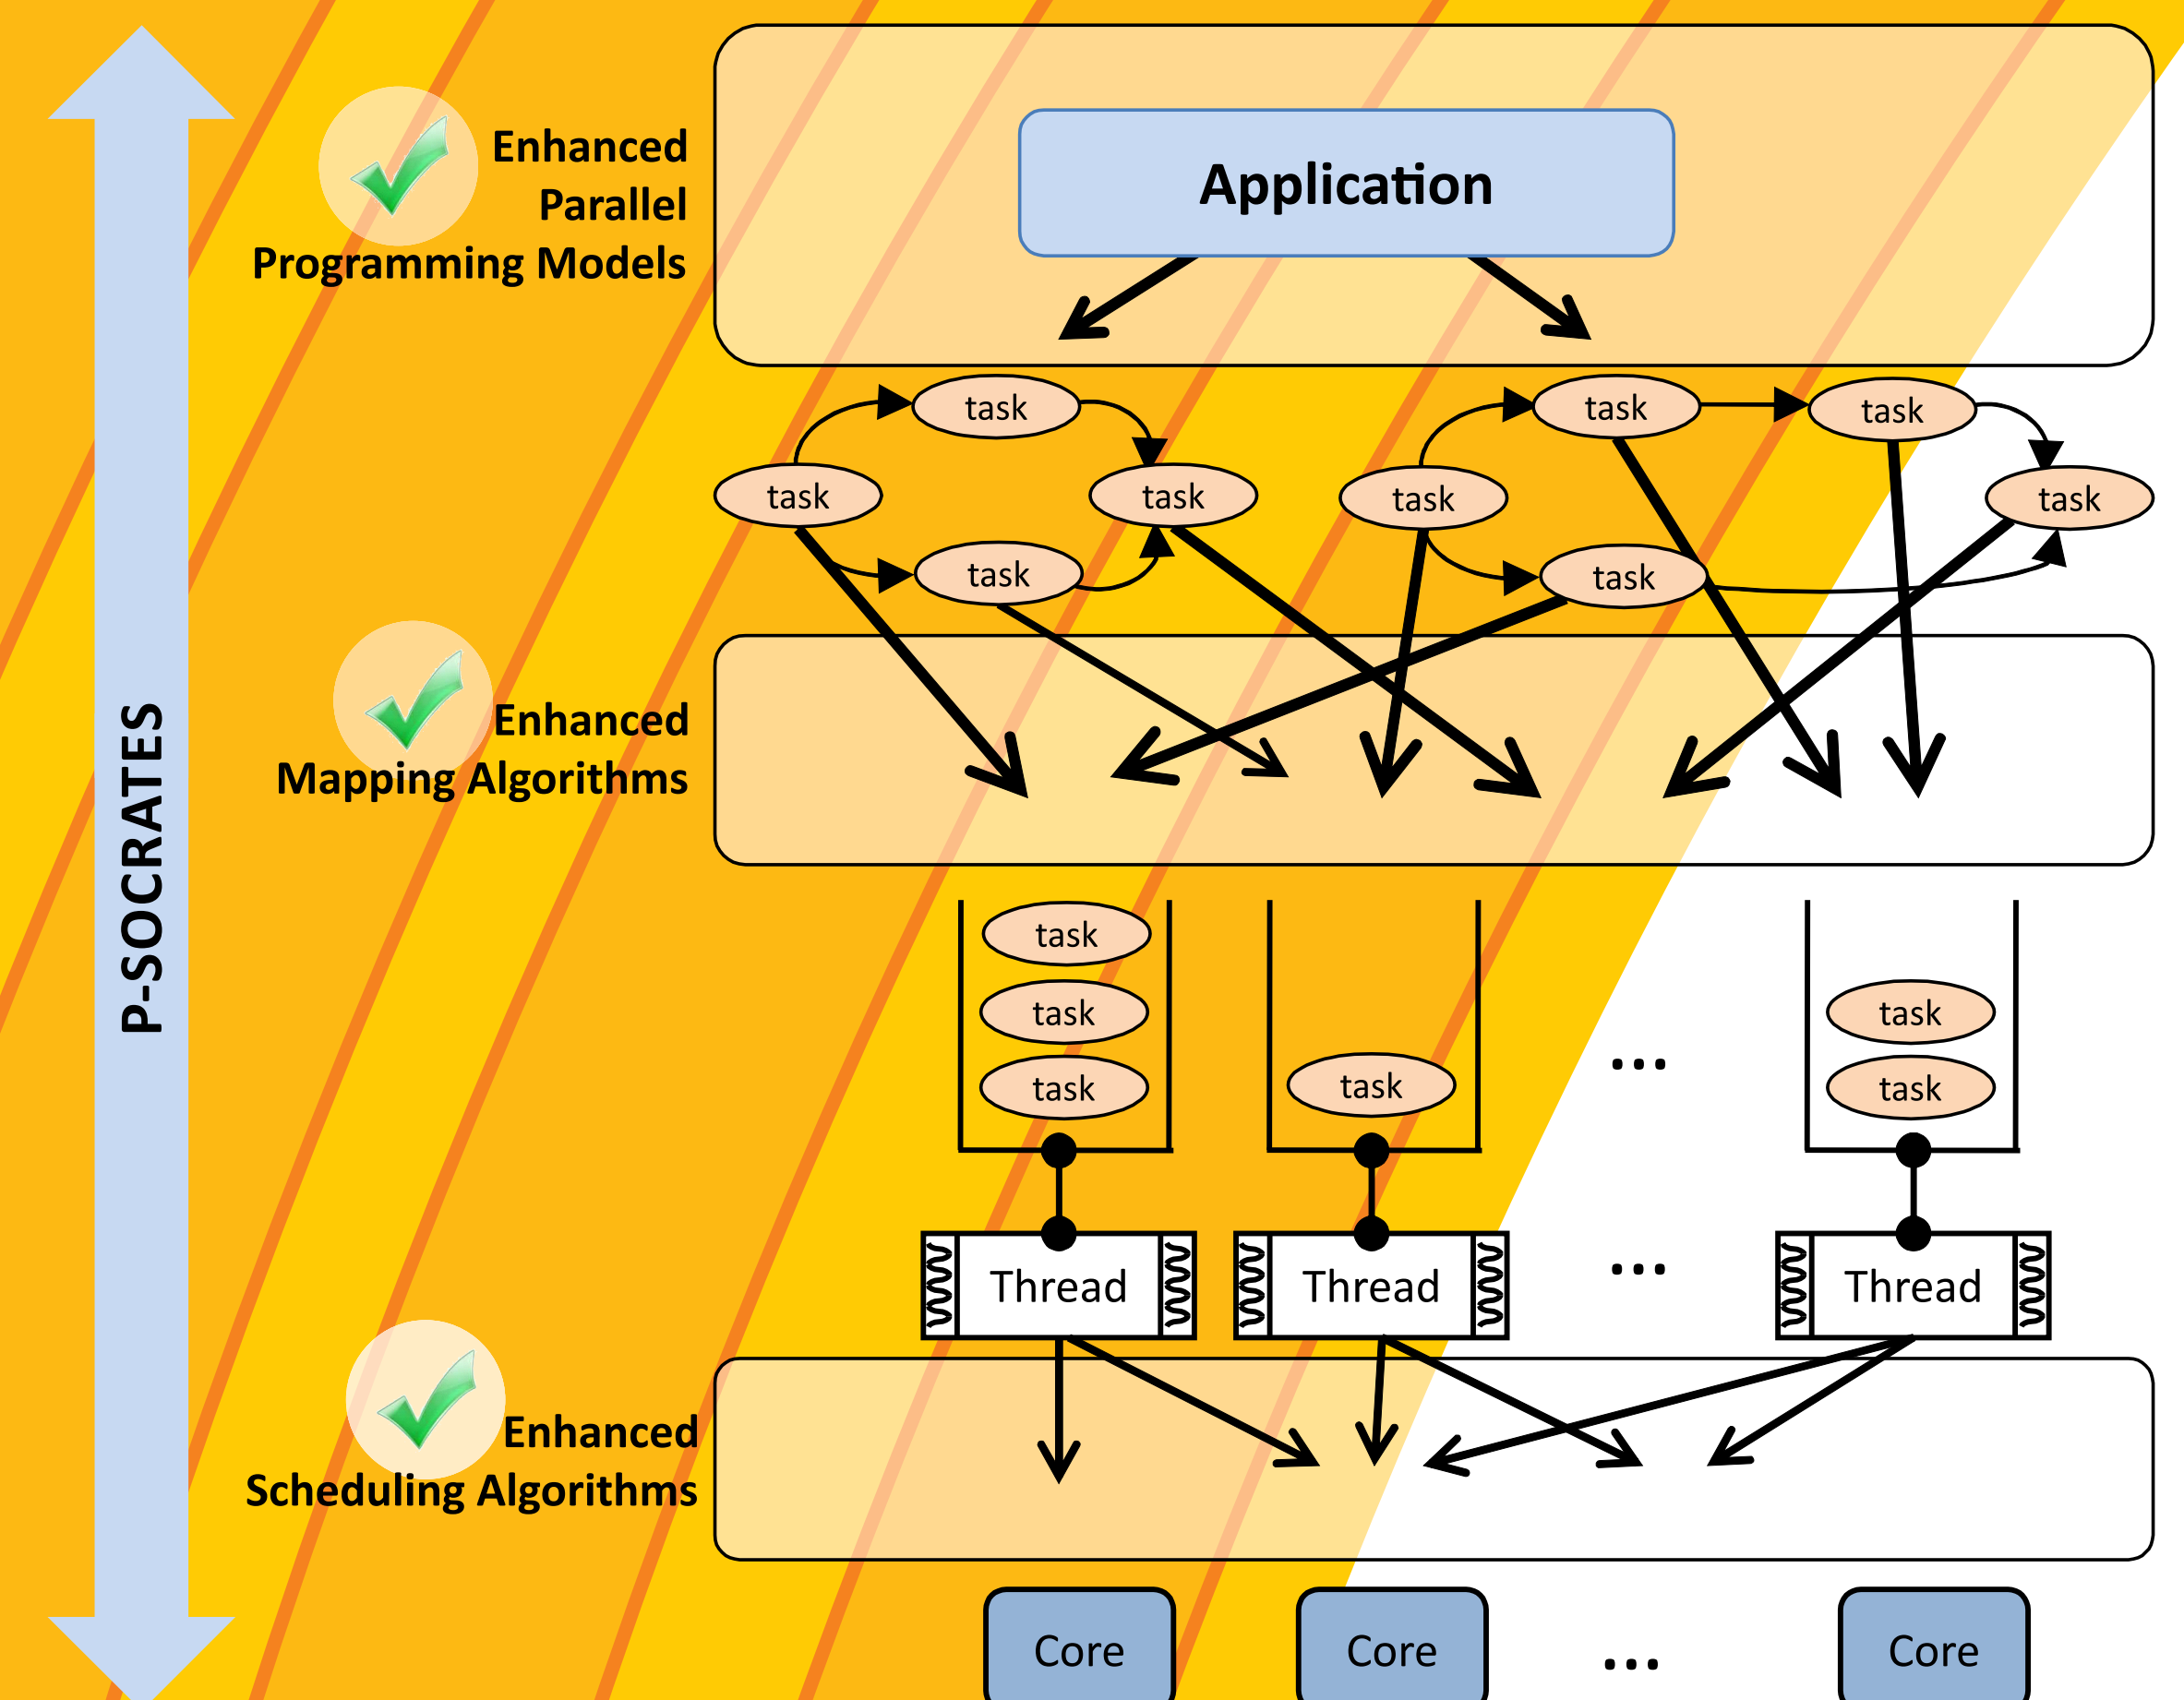 Enhanced
Parallel
Programming Models
Application
task
task
task
task
task
task
task
task
task
P-SOCRATES
Enhanced
Mapping Algorithms
task
task
task
task
task
task
...
Thread
Thread
...
Thread
Enhanced
Scheduling Algorithms
Core
Core
...
Core